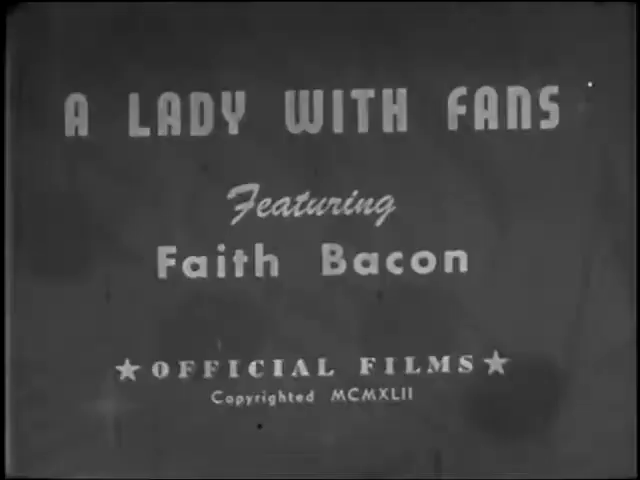 A LADY WITH FANS
Featuring
Faith Bacon
★ OFFICIAL FILMS ★
Copyrighted MCMXLII